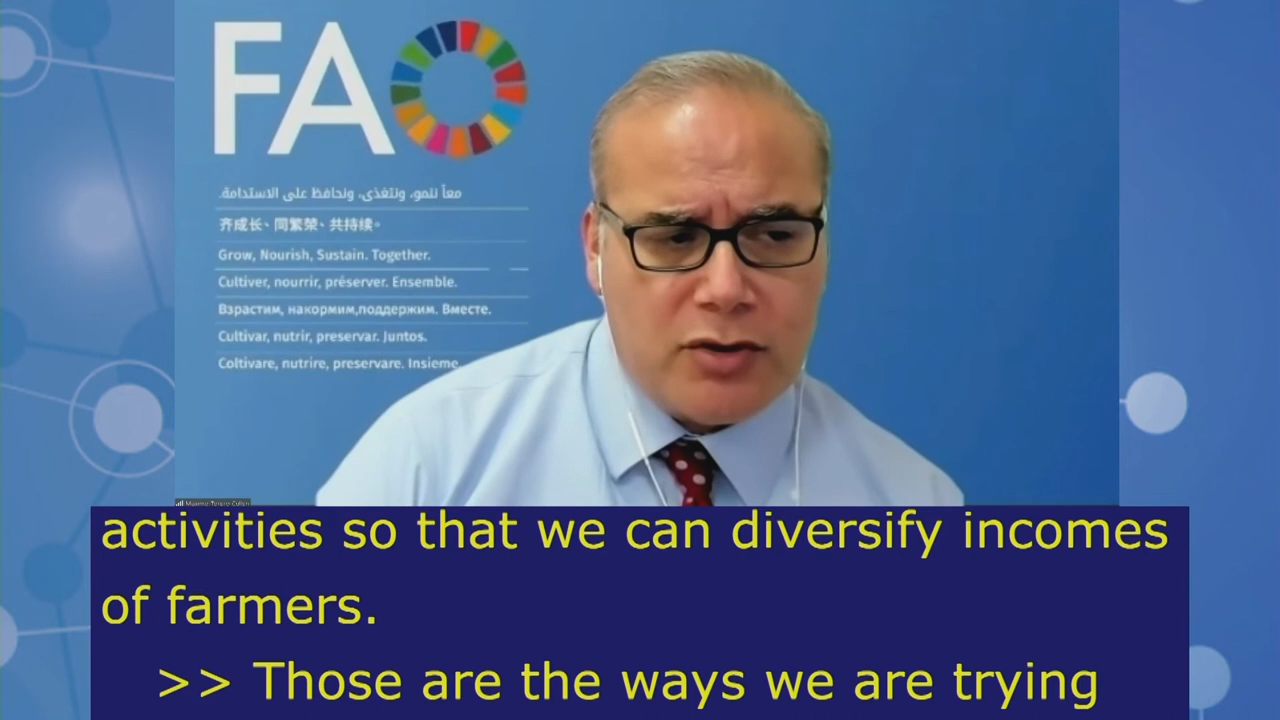 FAO
معاً ننمو، ونتغذى، ونحافظ على الاستدامة.
齐成长、同繁荣、共持续。
Grow, Nourish, Sustain. Together.
Cultiver, nourrir, préserver. Ensemble.
Взрастим, накормим,поддержим. Вместе.
Cultivar, nutrir, preservar. Juntos.
Coltivare, nutrire, preservare. Insieme.
activities so that we can diversify incomes
of farmers.
>> Those are the ways we are trying